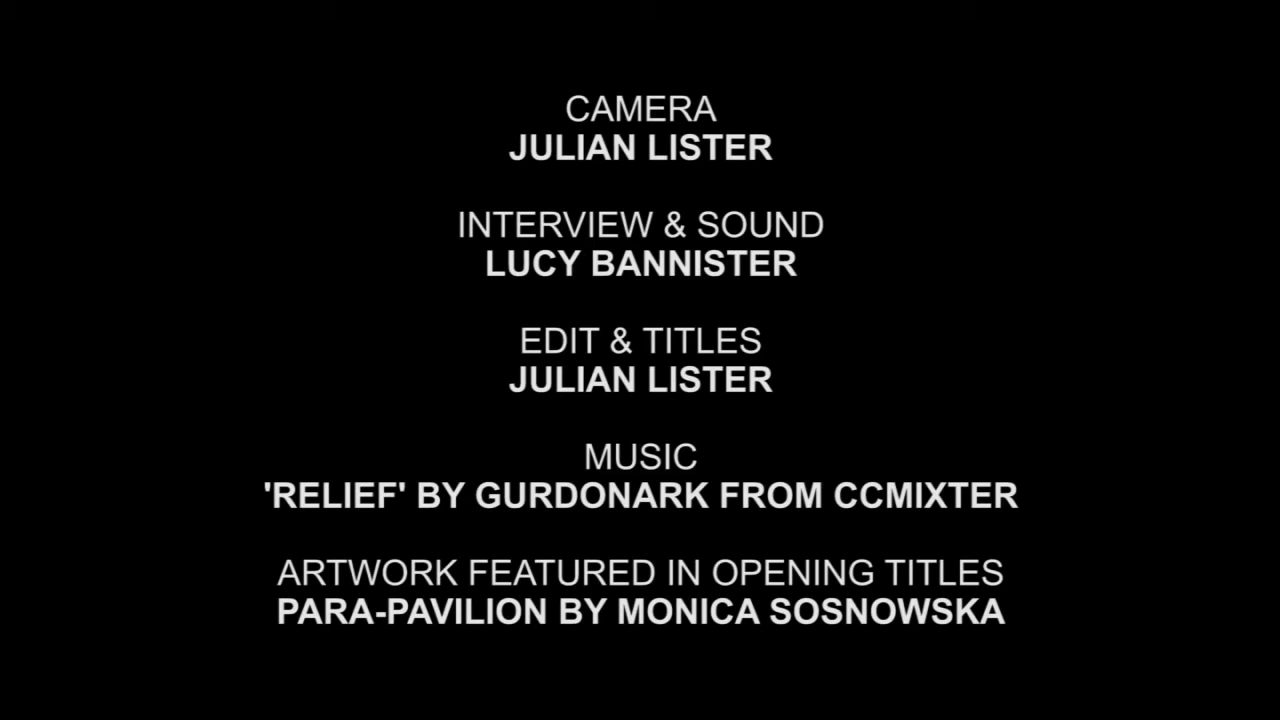 CAMERA
JULIAN LISTER
INTERVIEW & SOUND
LUCY BANNISTER
EDIT & TITLES
JULIAN LISTER
MUSIC
'RELIEF' BY GURDONARK FROM CCMIXTER
ARTWORK FEATURED IN OPENING TITLES
PARA-PAVILION BY MONICA SOSNOWSKA